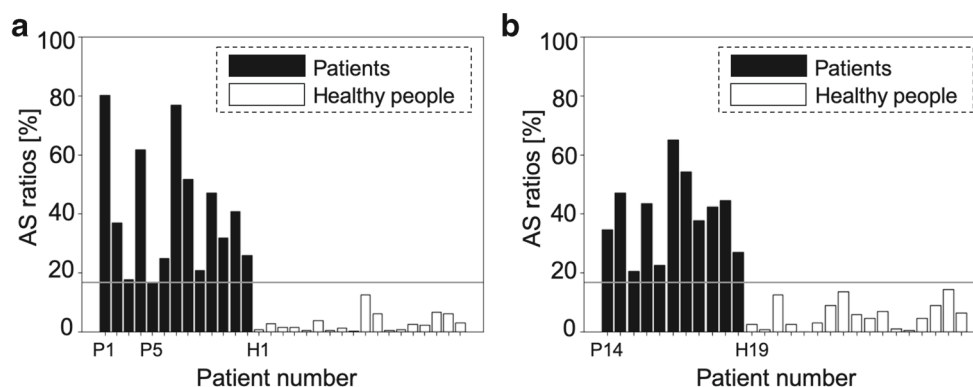 a
100
80
60
40
20
0
AS ratios [%]
Patients
Healthy people
P1 P5 H1
Patient number
b
100
80
60
40
20
0
AS ratios [%]
Patients
Healthy people
P14 H19
Patient number